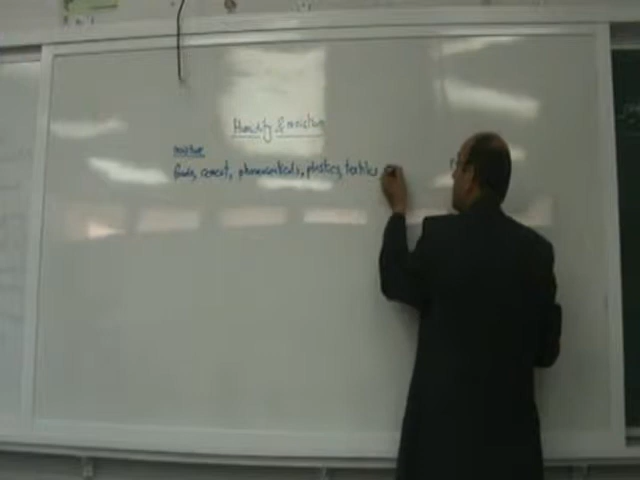 Humidity & moisture
moisture
foods, cement, pharmaceuticals, plastics, textiles